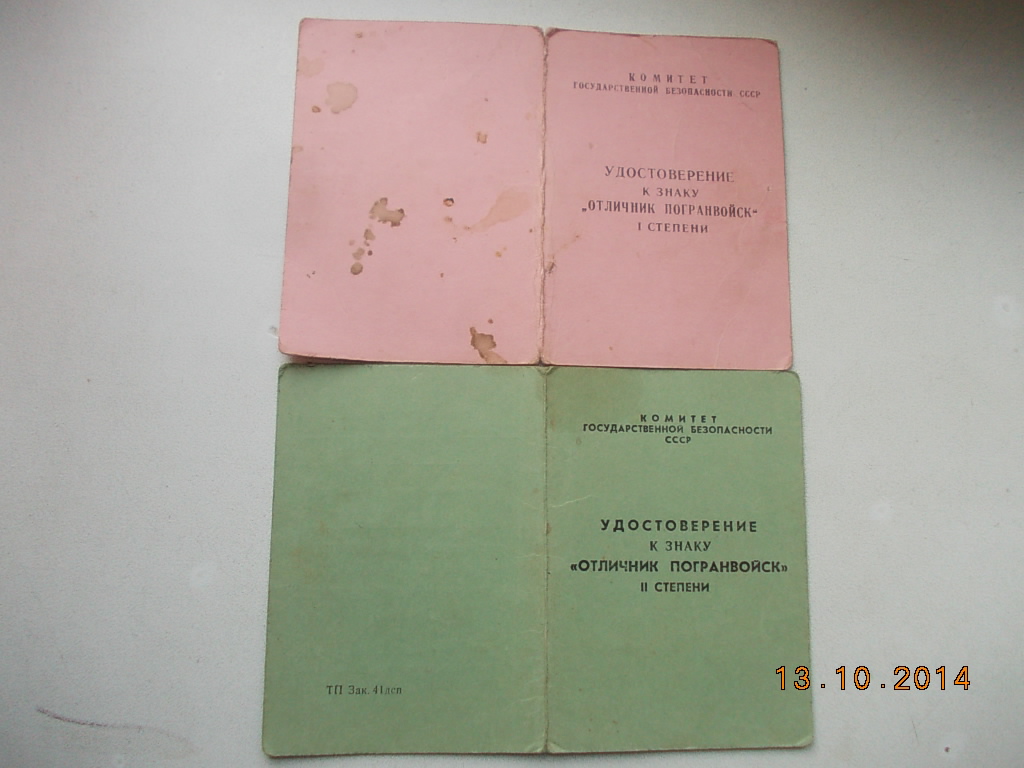 КОМИТЕТ
ГОСУДАРСТВЕННОЙ БЕЗОПАСНОСТИ СССР
УДОСТОВЕРЕНИЕ
К ЗНАКУ
„ОТЛИЧНИК ПОГРАНВОЙСК“
I СТЕПЕНИ
КОМИТЕТ
ГОСУДАРСТВЕННОЙ БЕЗОПАСНОСТИ
СССР
УДОСТОВЕРЕНИЕ
К ЗНАКУ
«ОТЛИЧНИК ПОГРАНВОЙСК»
II СТЕПЕНИ
ТП Зак. 41дсп
13.10.2014